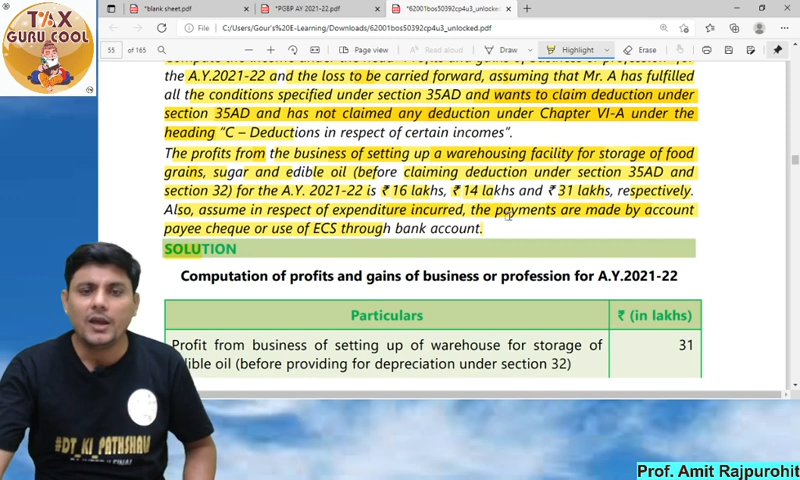 TAX
GURU COOL
*blank sheet.pdf
*PGBP AY 2021-22.pdf
*62001bos50392cp4u3_unlocked.pdf
File
C:/Users/Gour's%20E-Learning/Downloads/62001bos50392cp4u3_unlocked.pdf
55 of 165
Page view
Read aloud
Draw
Highlight
Erase
the A.Y.2021-22 and the loss to be carried forward, assuming that Mr. A has fulfilled
all the conditions specified under section 35AD and wants to claim deduction under
section 35AD and has not claimed any deduction under Chapter VI-A under the
heading "C – Deductions in respect of certain incomes".
The profits from the business of setting up a warehousing facility for storage of food
grains, sugar and edible oil (before claiming deduction under section 35AD and
section 32) for the A.Y. 2021-22 is ₹ 16 lakhs, ₹ 14 lakhs and ₹ 31 lakhs, respectively.
Also, assume in respect of expenditure incurred, the payments are made by account
payee cheque or use of ECS through bank account.
SOLUTION
Computation of profits and gains of business or profession for A.Y.2021-22
Particulars
₹ (in lakhs)
Profit from business of setting up of warehouse for storage of
edible oil (before providing for depreciation under section 32)
31
#DT_KI_PATHSHALA
Prof. Amit Rajpurohit